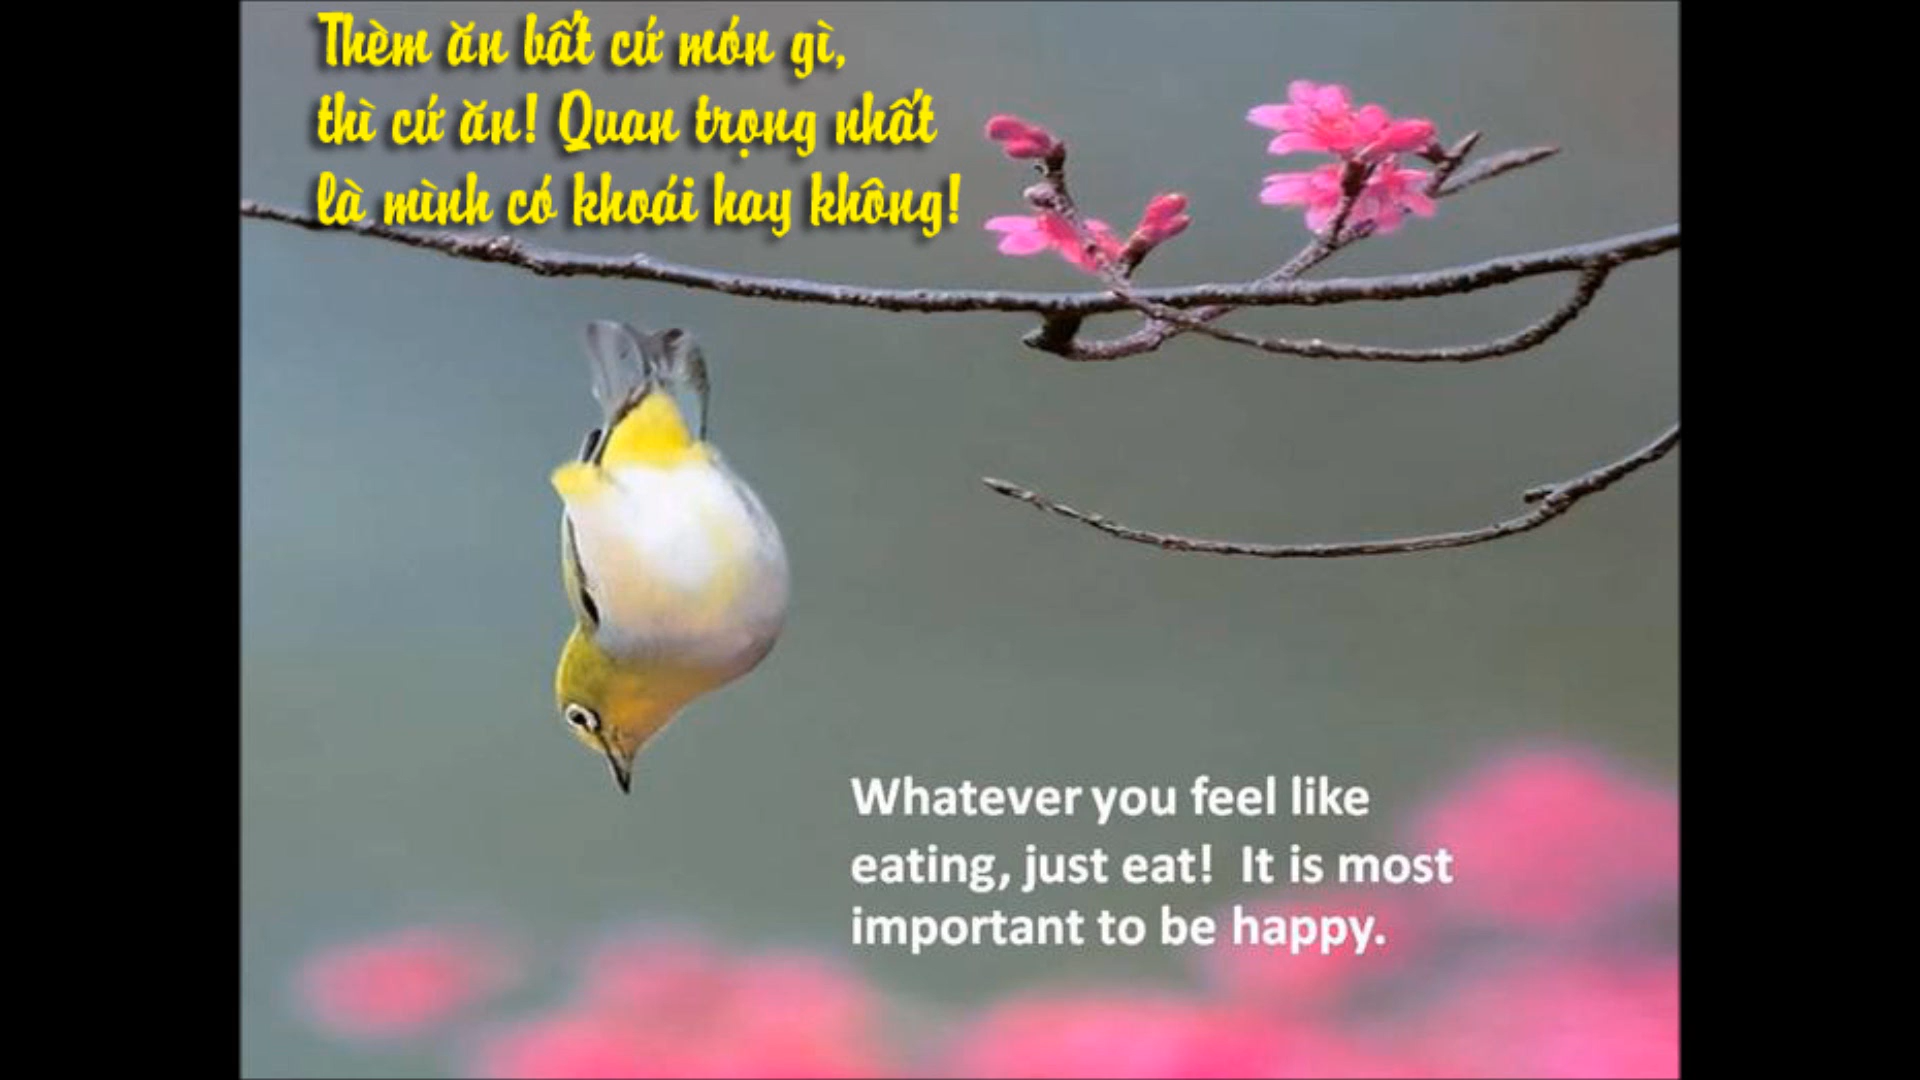 Thèm ăn bất cứ món gì,
thì cứ ăn! Quan trọng nhất
là mình có khoái hay không!
Whatever you feel like
eating, just eat!  It is most
important to be happy.